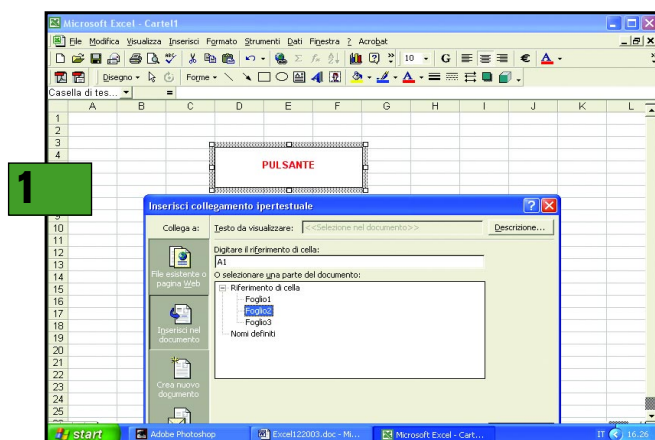 Microsoft Excel - Cartel1
File Modifica Visualizza Inserisci Formato Strumenti Dati Finestra ? Acrobat
10 G € A
Disegno Forme A
Casella di tes... =
A B C D E F G H I J K L
1
2
3
4
PULSANTE
1
Inserisci collegamento ipertestuale
Collega a: Testo da visualizzare: <<Selezione nel documento>> Descrizione...
Digitare il riferimento di cella:
A1
O selezionare una parte del documento:
Riferimento di cella
Foglio1
Foglio2
Foglio3
Nomi definiti
File esistente o
pagina Web
Inserisci nel
documento
Crea nuovo
documento
9
10
11
12
13
14
15
16
17
18
19
20
21
22
23
24
25
start Adobe Photoshop Excel122003.doc - Mi... Microsoft Excel - Cart... IT 16.26